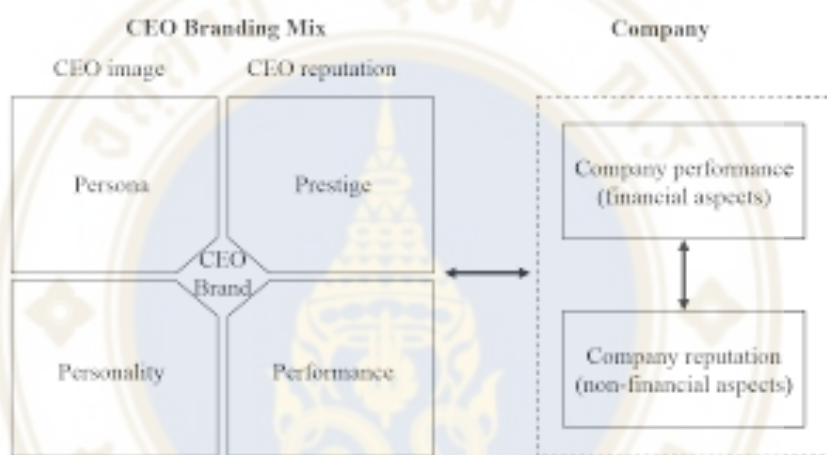 CEO Branding Mix
Company
CEO image
CEO reputation
Persona
Prestige
CEO
Brand
Personality
Performance
Company performance
(financial aspects)
Company reputation
(non-financial aspects)